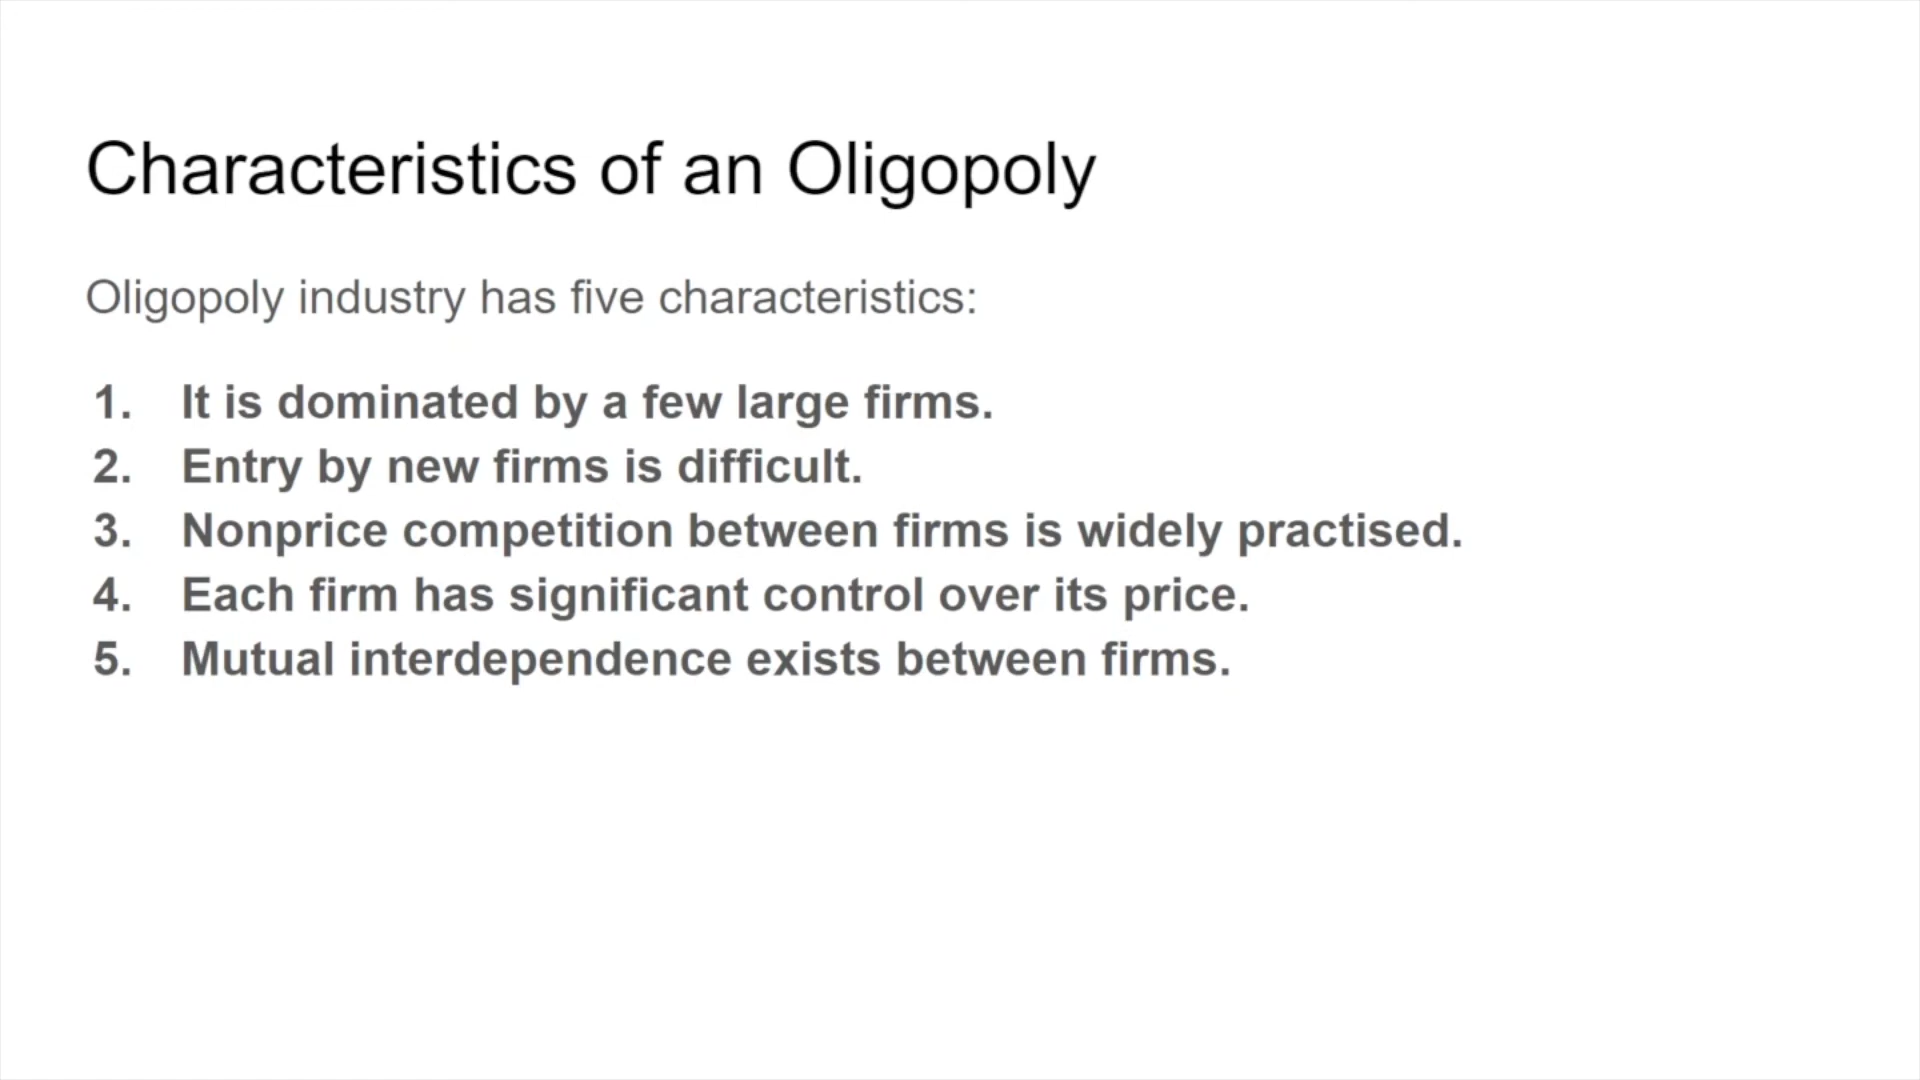 Characteristics of an Oligopoly
Oligopoly industry has five characteristics:
1. It is dominated by a few large firms.
2. Entry by new firms is difficult.
3. Nonprice competition between firms is widely practised.
4. Each firm has significant control over its price.
5. Mutual interdependence exists between firms.